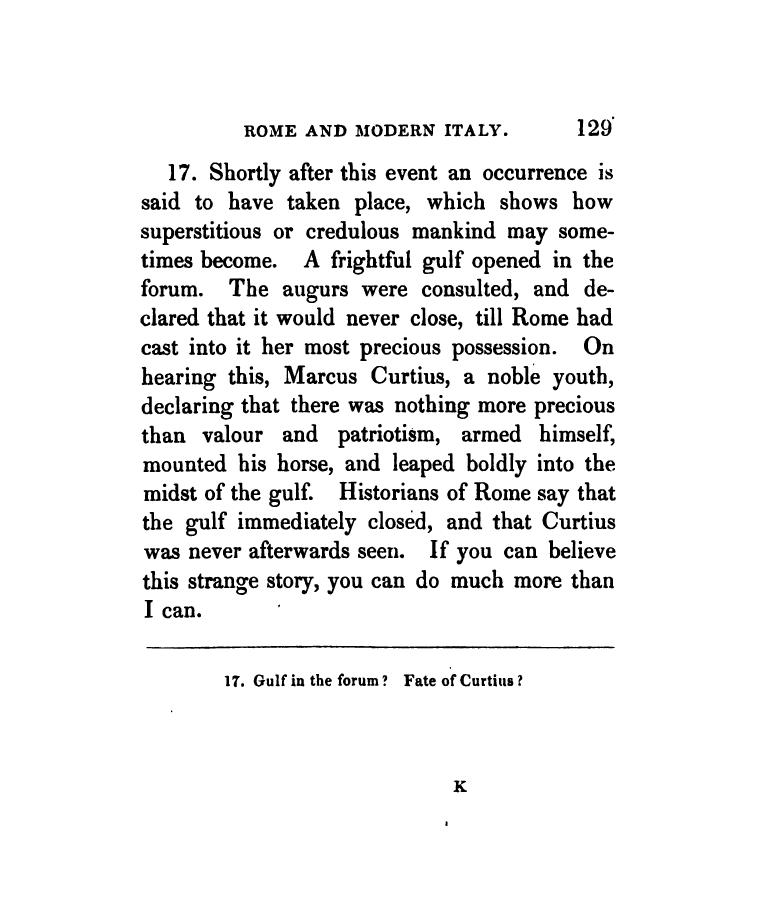 ROME AND MODERN ITALY. 129
17. Shortly after this event an occurrence is
said to have taken place, which shows how
superstitious or credulous mankind may some-
times become. A frightful gulf opened in the
forum. The augurs were consulted, and de-
clared that it would never close, till Rome had
cast into it her most precious possession. On
hearing this, Marcus Curtius, a noble youth,
declaring that there was nothing more precious
than valour and patriotism, armed himself,
mounted his horse, and leaped boldly into the
midst of the gulf. Historians of Rome say that
the gulf immediately closed, and that Curtius
was never afterwards seen. If you can believe
this strange story, you can do much more than
I can.
17. Gulf in the forum? Fate of Curtius?
K